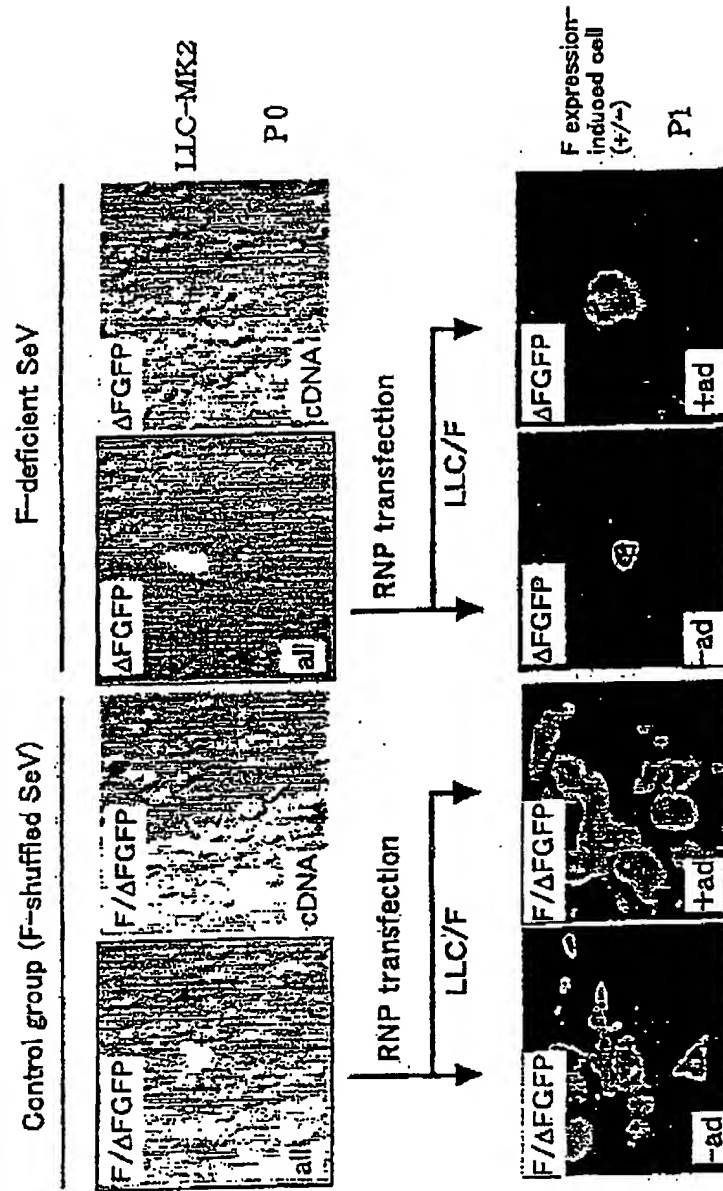 Control group (F-shuffled SeV)
F-deficient SeV
F/ΔFGFP
all
F/ΔFGFP
cDNA
ΔFGFP
all
ΔFGFP
cDNA
LLC-MK2
P0
RNP transfection
LLC/F
RNP transfection
LLC/F
F/ΔFGFP
-ad
F/ΔFGFP
+ad
ΔFGFP
-ad
ΔFGFP
+ad
F expression-
induced cell
(+/-)
P1